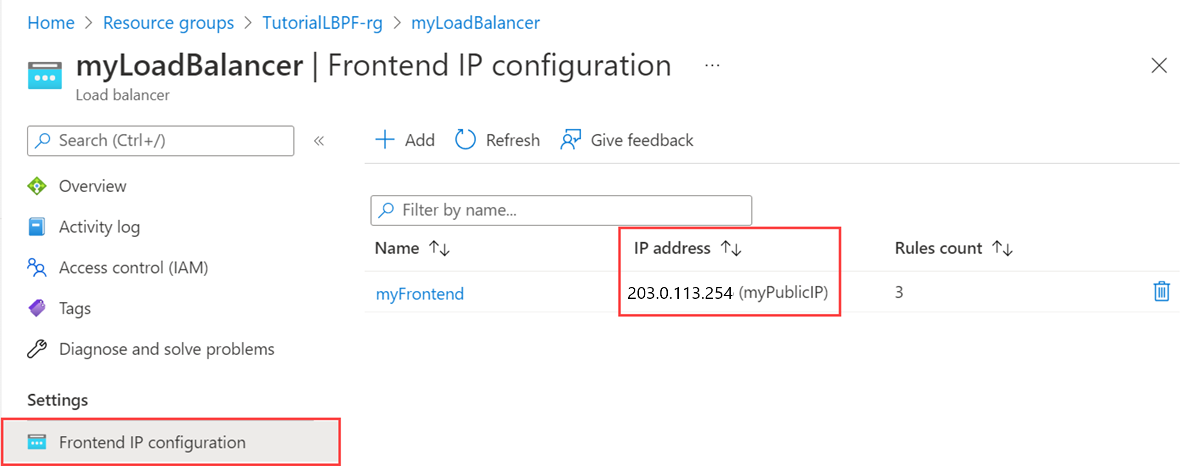 Home > Resource groups > TutorialLBPF-rg > myLoadBalancer
myLoadBalancer | Frontend IP configuration ...
Load balancer
Search (Ctrl+/) «
Add Refresh Give feedback
Overview
Activity log
Access control (IAM)
Tags
Diagnose and solve problems
Settings
Frontend IP configuration
Filter by name...
Name ↑↓ IP address ↑↓ Rules count ↑↓
myFrontend 203.0.113.254 (myPublicIP) 3